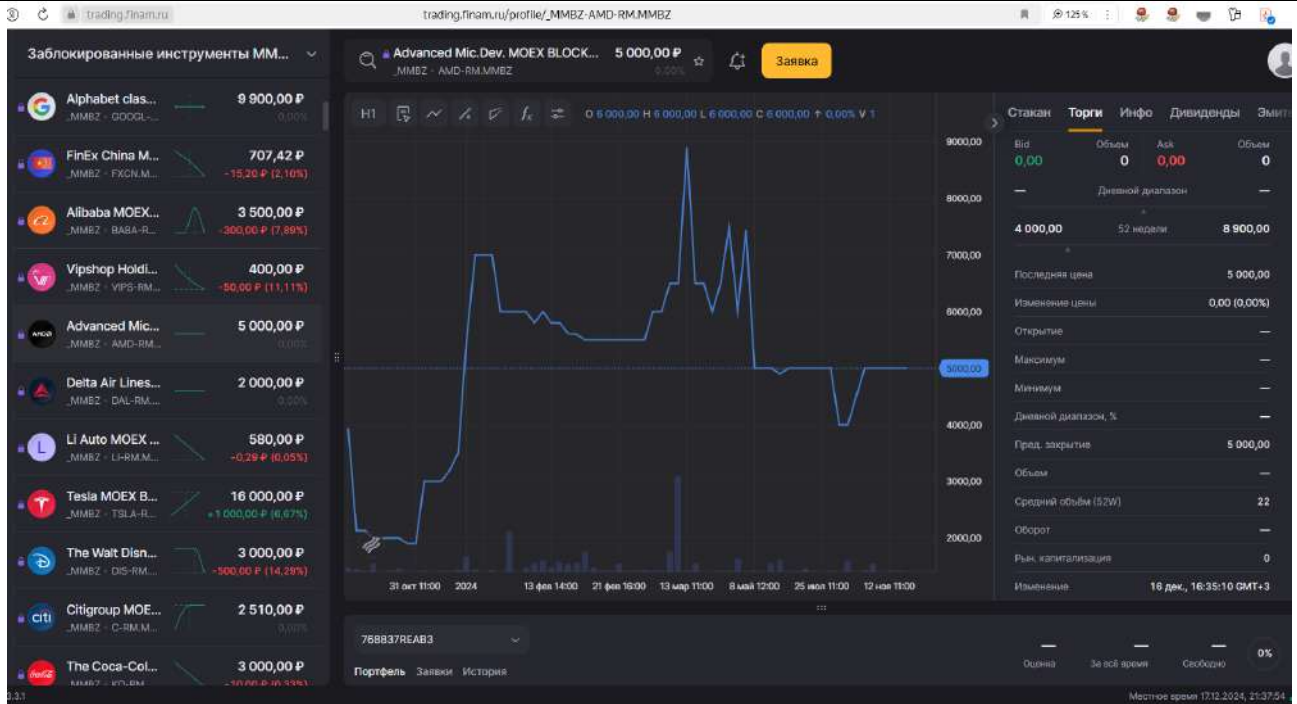 trading.finam.ru
trading.finam.ru/profile/_MMBZ-AMD-RM.MMBZ
125 %
Заблокированные инструменты MM...
Advanced Mic.Dev. MOEX BLOCK... 5 000,00 ₽
_MMBZ · AMD-RM.MMBZ 0,00%
Заявка
Alphabet clas... 9 900,00 ₽
_MMBZ · GOOGL-... 0,00%
FinEx China M... 707,42 ₽
_MMBZ · FXCN.M... -15,20 ₽ (2,10%)
Alibaba MOEX... 3 500,00 ₽
_MMBZ · BABA-R... -300,00 ₽ (7,89%)
Vipshop Holdi... 400,00 ₽
_MMBZ · VIPS-RM... -50,00 ₽ (11,11%)
Advanced Mic... 5 000,00 ₽
_MMBZ · AMD-RM... 0,00%
Delta Air Lines... 2 000,00 ₽
_MMBZ · DAL-RM.... 0,00%
L
Li Auto MOEX ... 580,00 ₽
_MMBZ · LI-RM.M... -0,29 ₽ (0,05%)
Tesla MOEX B... 16 000,00 ₽
_MMBZ · TSLA-R... +1 000,00 ₽ (6,67%)
The Walt Disn... 3 000,00 ₽
_MMBZ · DIS-RM.... -500,00 ₽ (14,29%)
citi
Citigroup MOE... 2 510,00 ₽
_MMBZ · C-RM.M... 0,00%
The Coca-Col... 3 000,00 ₽
_MMBZ · KO-RM -10,00 ₽ (0,33%)
3.3.1
H1 O 6 000,00 H 6 000,00 L 6 000,00 C 6 000,00 ↑ 0,00% V 1
9000,00
8000,00
7000,00
6000,00
5000,00
4000,00
3000,00
2000,00
31 окт 11:00 2024 13 фев 14:00 21 фев 16:00 13 мар 11:00 8 май 12:00 25 июл 11:00 12 ноя 11:00
Стакан Торги Инфо Дивиденды Эмит
Bid Объем Ask Объем
0,00 0 0,00 0
— Дневной диапазон —
4 000,00 52 недели 8 900,00
Последняя цена 5 000,00
Изменение цены 0,00 (0,00%)
Открытие —
Максимум —
Минимум —
Дневной диапазон, % —
Пред. закрытие 5 000,00
Объем —
Средний объём (52W) 22
Оборот —
Рын. капитализация 0
Изменение 16 дек., 16:35:10 GMT+3
768837REAB3
Портфель Заявки История
— — —
Оценка За всё время Свободно 0%
Местное время 17.12.2024, 21:37:54